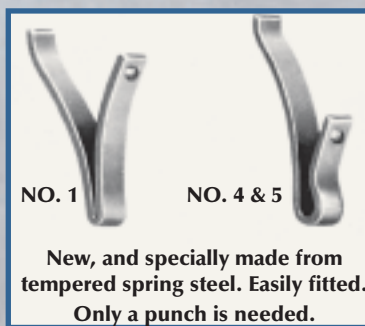 NO. 1
NO. 4 & 5
New, and specially made from
tempered spring steel. Easily fitted.
Only a punch is needed.